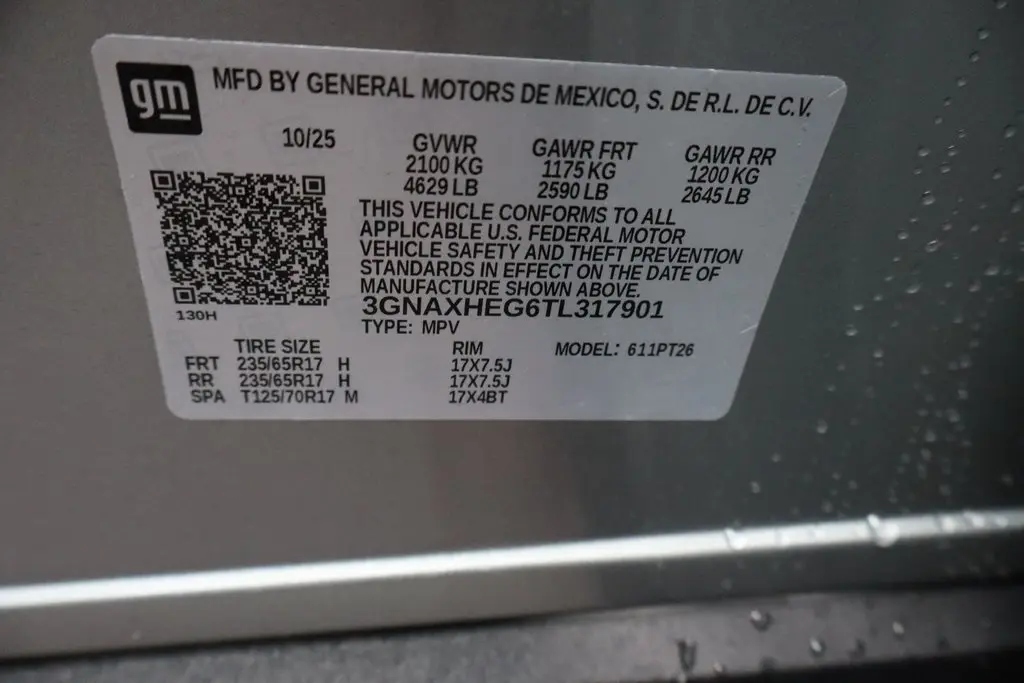 gm
MFD BY GENERAL MOTORS DE MEXICO, S. DE R.L. DE C.V.
10/25 GVWR GAWR FRT GAWR RR
2100 KG 1175 KG 1200 KG
4629 LB 2590 LB 2645 LB
THIS VEHICLE CONFORMS TO ALL
APPLICABLE U.S. FEDERAL MOTOR
VEHICLE SAFETY AND THEFT PREVENTION
STANDARDS IN EFFECT ON THE DATE OF
MANUFACTURE SHOWN ABOVE.
3GNAXHEG6TL317901
130H
TYPE: MPV
TIRE SIZE RIM MODEL: 611PT26
FRT 235/65R17 H 17X7.5J
RR 235/65R17 H 17X7.5J
SPA T125/70R17 M 17X4BT